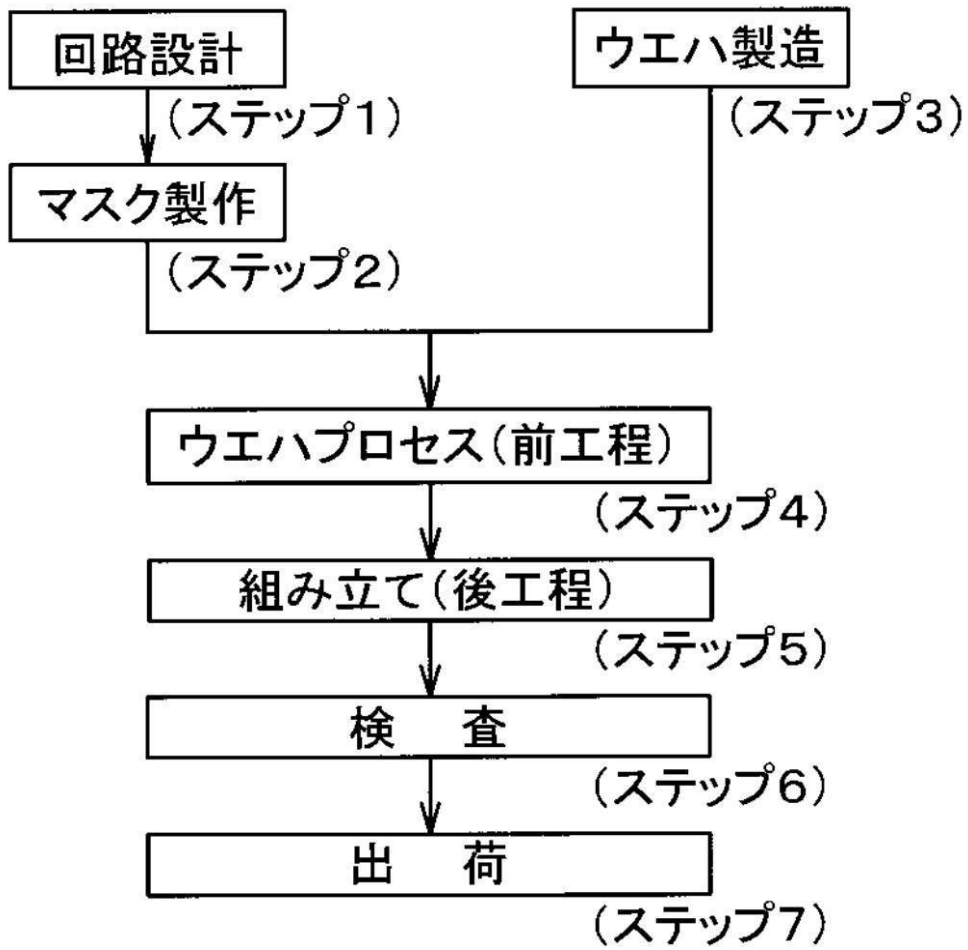 回路設計
(ステップ1)
マスク製作
(ステップ2)
ウエハ製造
(ステップ3)
ウエハプロセス(前工程)
(ステップ4)
組み立て(後工程)
(ステップ5)
検 査
(ステップ6)
出 荷
(ステップ7)